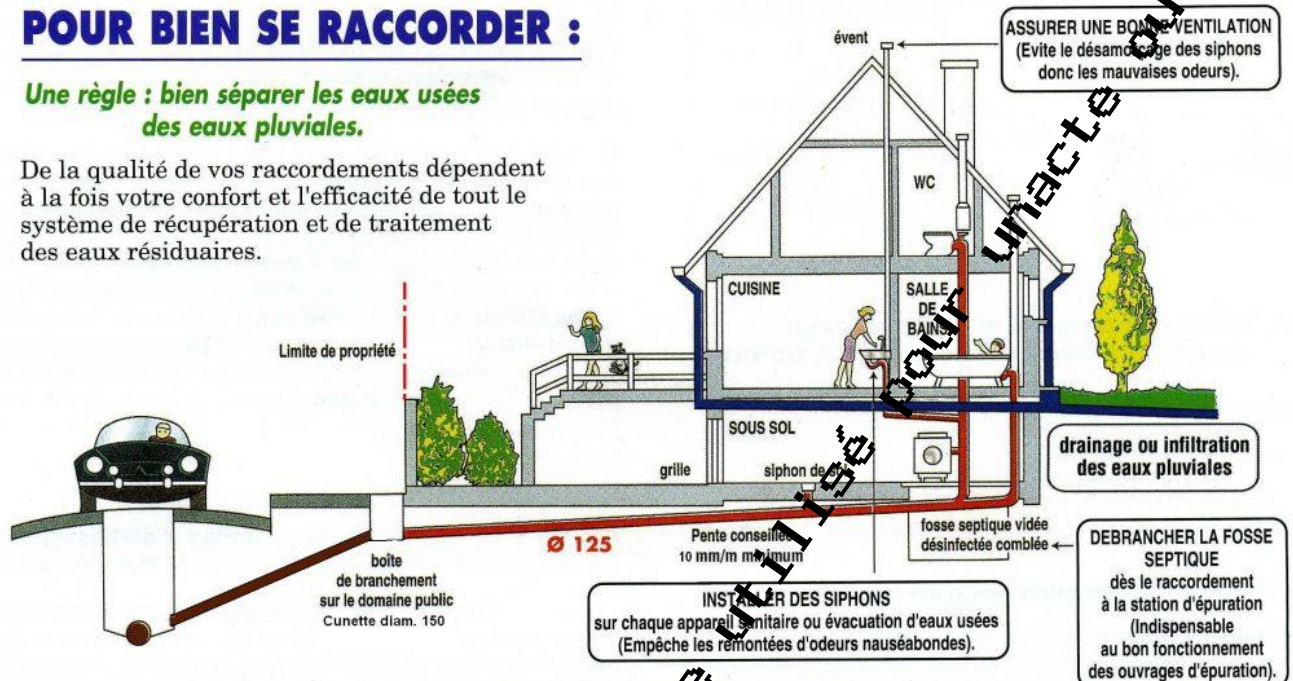 POUR BIEN SE RACCORDER :
Une règle : bien séparer les eaux usées
des eaux pluviales.
De la qualité de vos raccordements dépendent
à la fois votre confort et l'efficacité de tout le
système de récupération et de traitement
des eaux résiduaires.
évent
ASSURER UNE BONNE VENTILATION
(Evite le désamorçage des siphons
donc les mauvaises odeurs).
WC
CUISINE
SALLE
DE
BAINS
Limite de propriété
SOUS SOL
grille
siphon de sol
drainage ou infiltration
des eaux pluviales
Ø 125
Pente conseillée
10 mm/m minimum
fosse septique vidée
désinfectée comblée
boîte
de branchement
sur le domaine public
Cunette diam. 150
INSTALLER DES SIPHONS
sur chaque appareil sanitaire ou évacuation d'eaux usées
(Empêche les remontées d'odeurs nauséabondes).
DEBRANCHER LA FOSSE
SEPTIQUE
dès le raccordement
à la station d'épuration
(Indispensable
au bon fonctionnement
des ouvrages d'épuration).
utilisé pour unacte ou